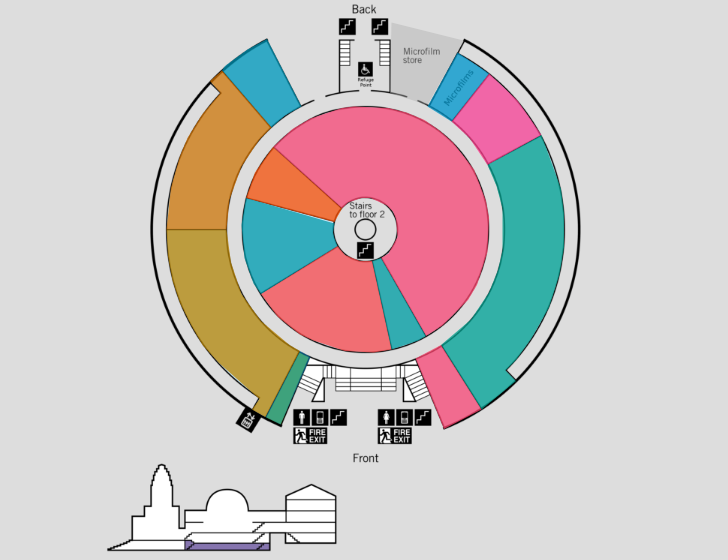 Back
Microfilm
store
Refuge
Point
Microfilms
Stairs
to floor 2
FIRE
EXIT
FIRE
EXIT
Front